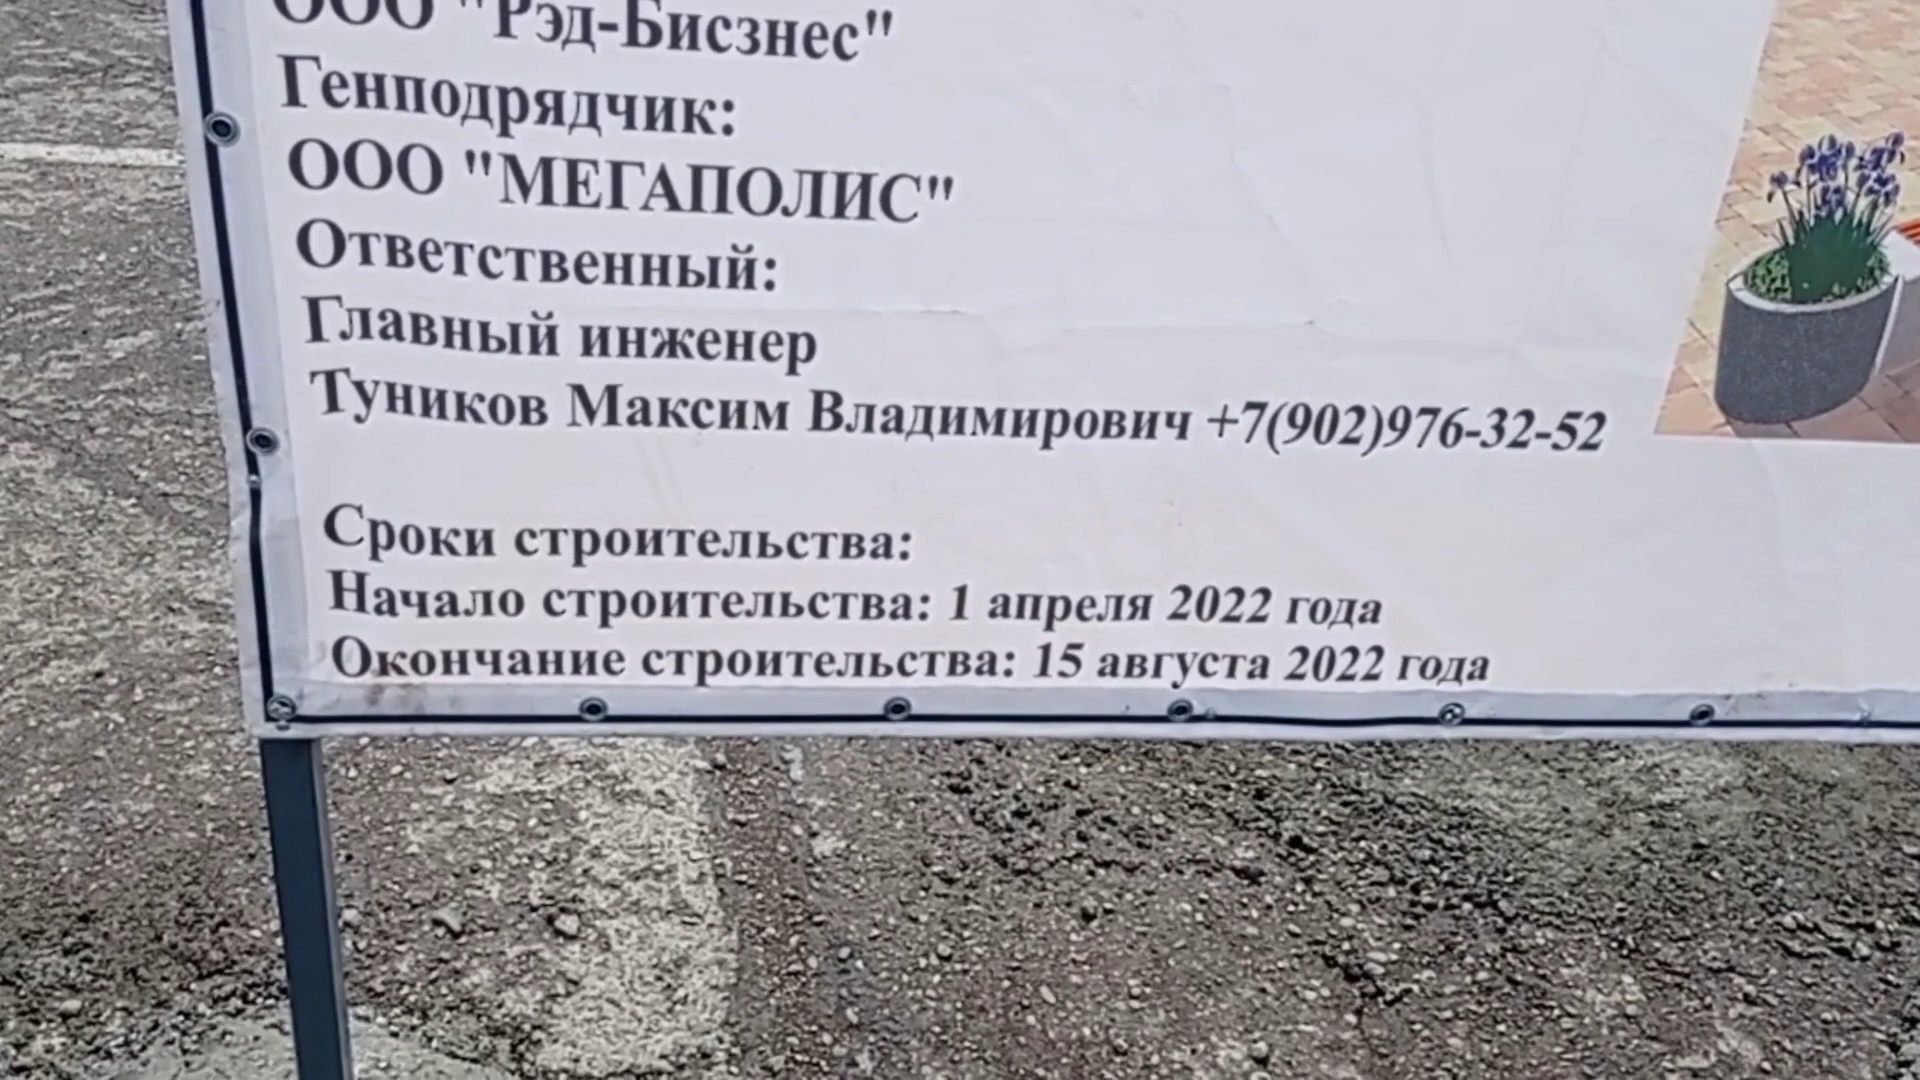 ООО "Рэд-Бисзнес"
Генподрядчик:
ООО "МЕГАПОЛИС"
Ответственный:
Главный инженер
Туников Максим Владимирович +7(902)976-32-52
Сроки строительства:
Начало строительства: 1 апреля 2022 года
Окончание строительства: 15 августа 2022 года